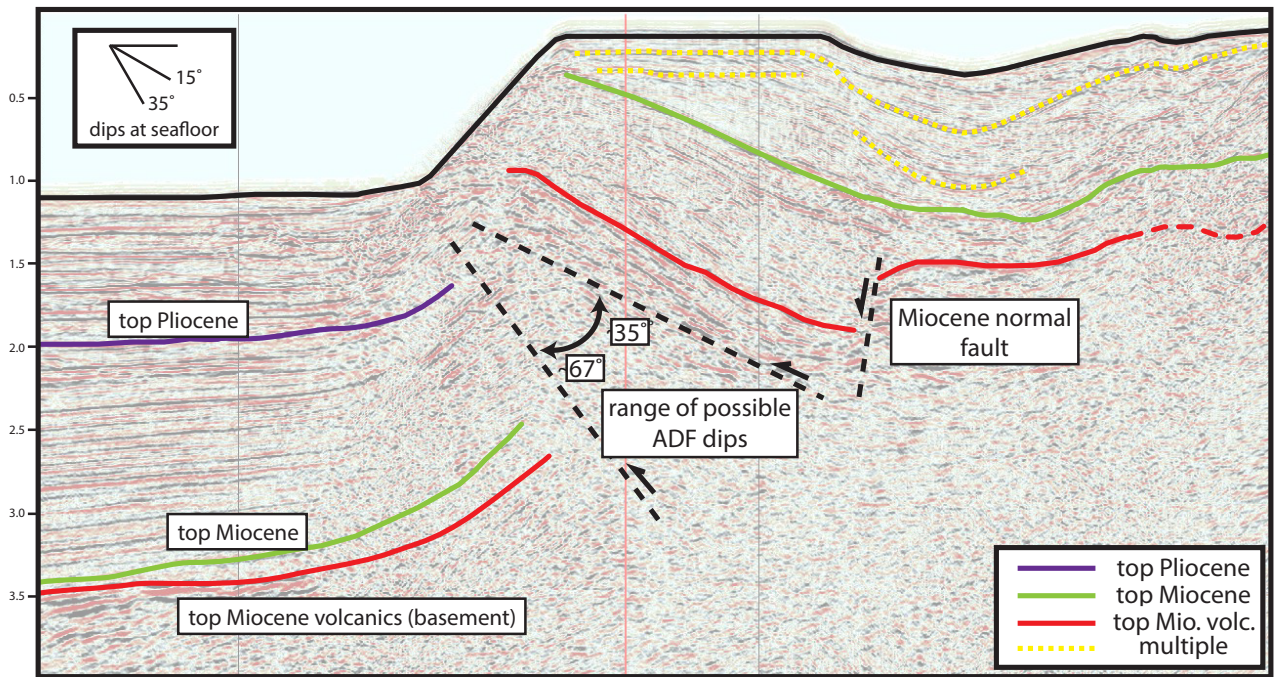 15°
35°
dips at seafloor
0.5
1.0
1.5
2.0
2.5
3.0
3.5
top Pliocene
35°
~67°
range of possible
ADF dips
Miocene normal
fault
top Miocene
top Miocene volcanics (basement)
top Pliocene
top Miocene
top Mio. volc.
multiple